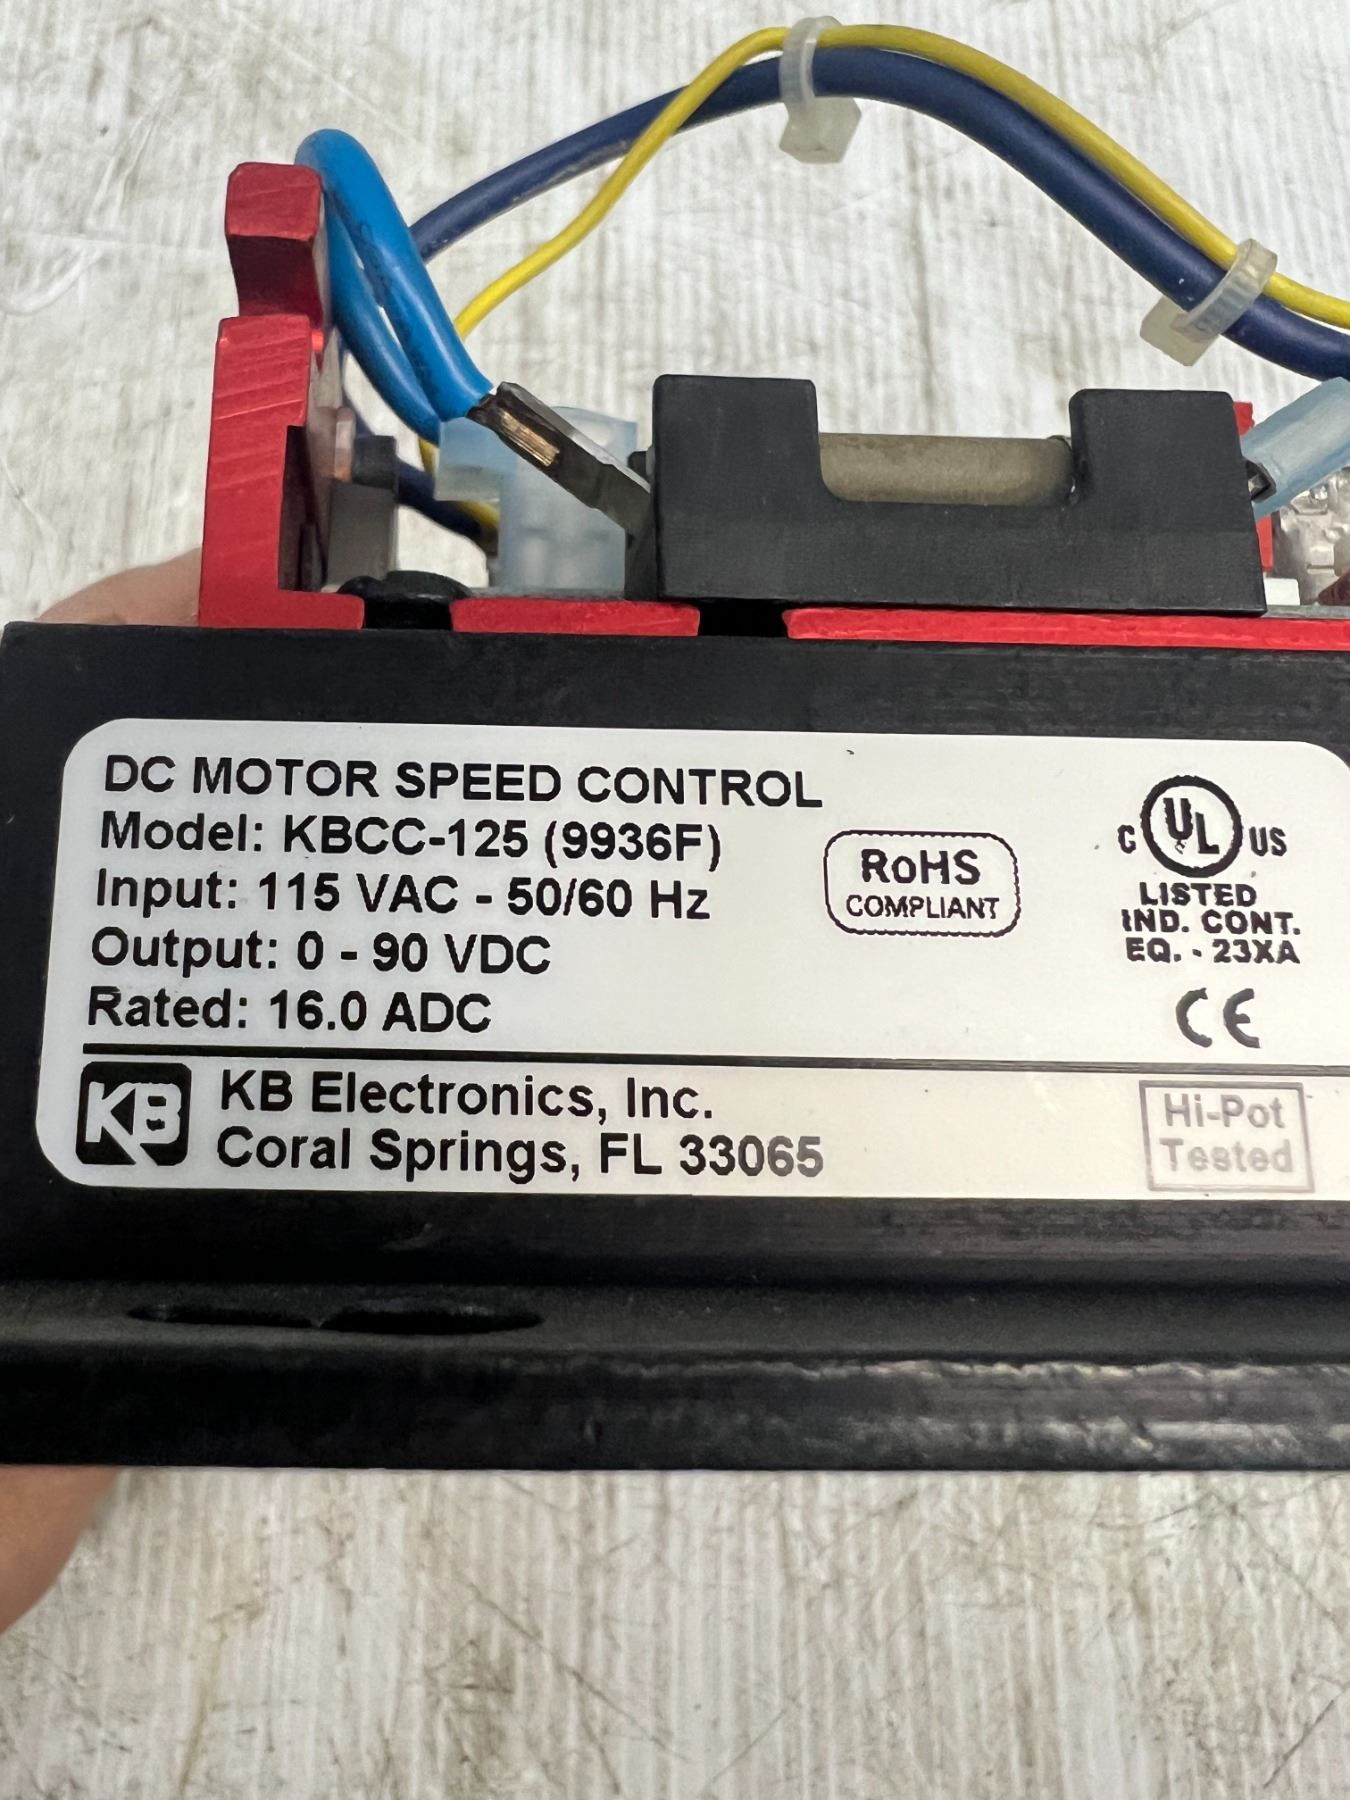 DC MOTOR SPEED CONTROL
Model: KBCC-125 (9936F)
Input: 115 VAC - 50/60 Hz
Output: 0 - 90 VDC
Rated: 16.0 ADC
RoHS
COMPLIANT
C UL US
LISTED
IND. CONT.
EQ. - 23XA
CE
KB
KB Electronics, Inc.
Coral Springs, FL 33065
Hi-Pot
Tested